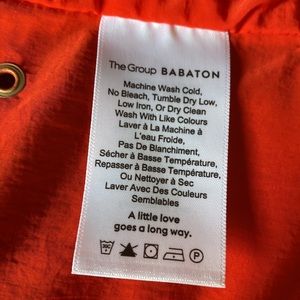 The Group BABATON
Machine Wash Cold,
No Bleach, Tumble Dry Low,
Low Iron, Or Dry Clean
Wash With Like Colours
Laver à La Machine à
L'eau Froide,
Pas De Blanchiment,
Sécher à Basse Température,
Repasser à Basse Température,
Ou Nettoyer à Sec
Laver Avec Des Couleurs
Semblables
A little love
goes a long way.